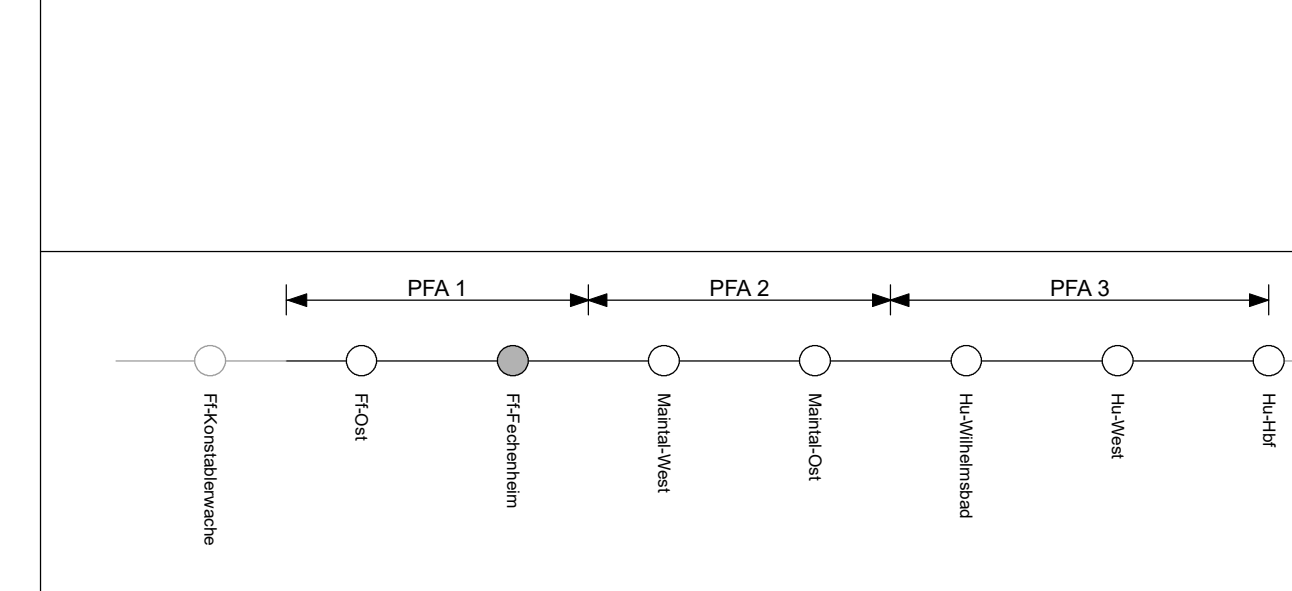 PFA 1
PFA 2
PFA 3
Ff-Konstablerwache
Ff-Ost
Ff-Fechenheim
Maintal-West
Maintal-Ost
Hu-Wilhelmsbad
Hu-West
Hu-Hbf